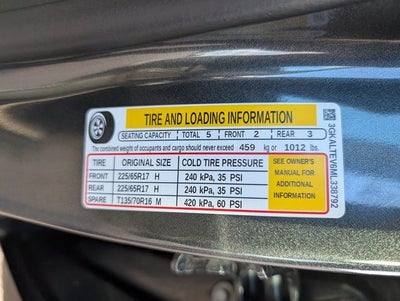 TIRE AND LOADING INFORMATION
SEATING CAPACITY TOTAL 5 FRONT 2 REAR 3
The combined weight of occupants and cargo should never exceed 459 kg or 1012 lbs.
TIRE ORIGINAL SIZE COLD TIRE PRESSURE
FRONT 225/65R17 H 240 kPa, 35 PSI
REAR 225/65R17 H 240 kPa, 35 PSI
SPARE T135/70R16 M 420 kPa, 60 PSI
SEE OWNER'S
MANUAL FOR
ADDITIONAL
INFORMATION
3GKALTEV6ML338792